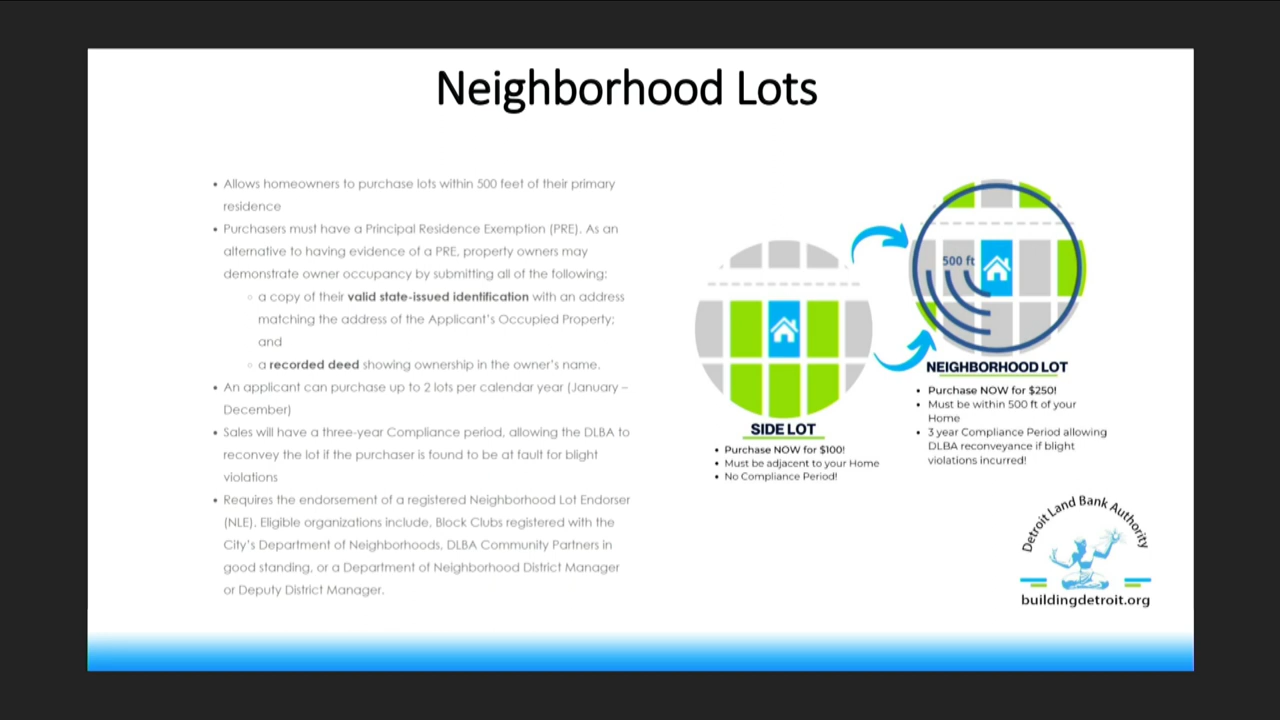 Neighborhood Lots
• Allows homeowners to purchase lots within 500 feet of their primary
residence
• Purchasers must have a Principal Residence Exemption (PRE). As an
alternative to having evidence of a PRE, property owners may
demonstrate owner occupancy by submitting all of the following:
○ a copy of their valid state-issued identification with an address
matching the address of the Applicant's Occupied Property;
and
○ a recorded deed showing ownership in the owner's name.
• An applicant can purchase up to 2 lots per calendar year (January –
December)
• Sales will have a three-year Compliance period, allowing the DLBA to
reconvey the lot if the purchaser is found to be at fault for blight
violations
• Requires the endorsement of a registered Neighborhood Lot Endorser
(NLE). Eligible organizations include, Block Clubs registered with the
City's Department of Neighborhoods, DLBA Community Partners in
good standing, or a Department of Neighborhood District Manager
or Deputy District Manager.
SIDE LOT
• Purchase NOW for $100!
• Must be adjacent to your Home
• No Compliance Period!
500 ft
NEIGHBORHOOD LOT
• Purchase NOW for $250!
• Must be within 500 ft of your
Home
• 3 year Compliance Period allowing
DLBA reconveyance if blight
violations incurred!
Detroit Land Bank Authority
buildingdetroit.org